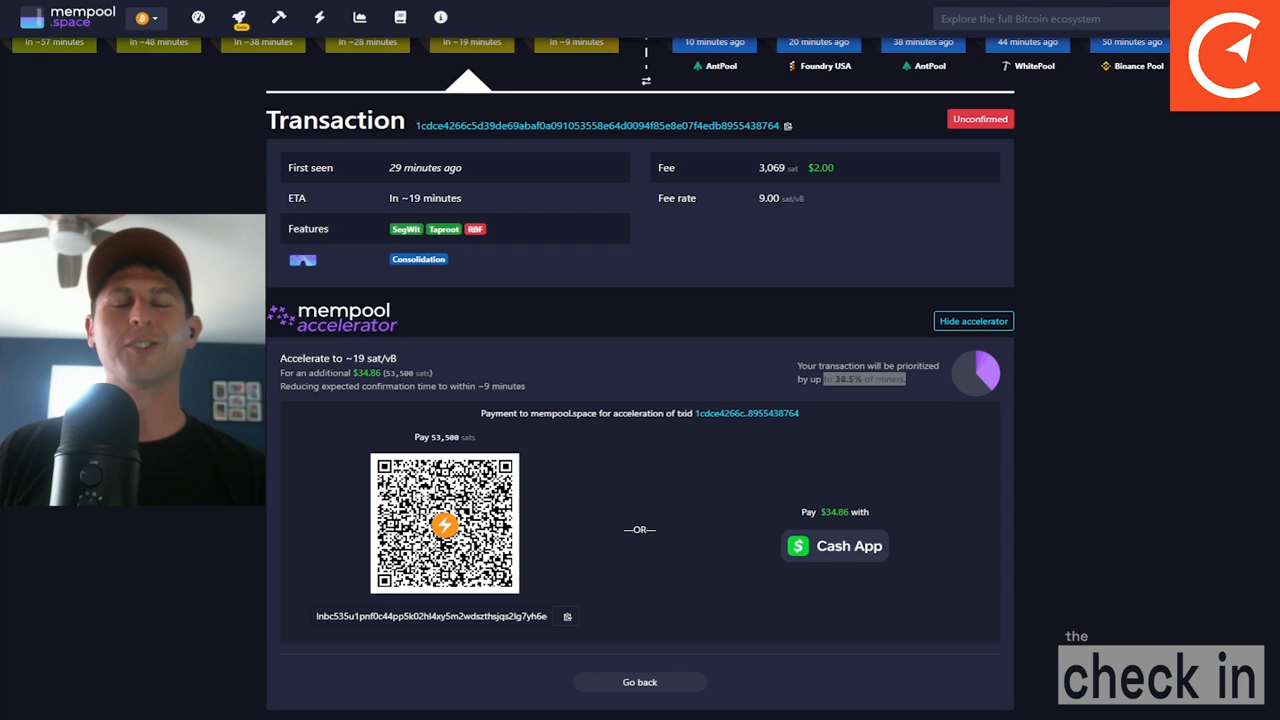 mempool
.space
beta
Explore the full Bitcoin ecosystem
In ~57 minutes
In ~48 minutes
In ~38 minutes
In ~28 minutes
In ~19 minutes
In ~9 minutes
10 minutes ago
20 minutes ago
38 minutes ago
44 minutes ago
50 minutes ago
AntPool
Foundry USA
AntPool
WhitePool
Binance Pool
Transaction
1cdce4266c5d39de69abaf0a091053558e64d0094f85e8e07f4edb8955438764
Unconfirmed
First seen
29 minutes ago
Fee
3,069 sat $2.00
ETA
In ~19 minutes
Fee rate
9.00 sat/vB
Features
SegWit Taproot RBF
Consolidation
mempool
accelerator
Hide accelerator
Accelerate to ~19 sat/vB
For an additional $34.86 (53,500 sats)
Reducing expected confirmation time to within ~9 minutes
Your transaction will be prioritized
by up to 38.5% of miners.
Payment to mempool.space for acceleration of txid 1cdce4266c..8955438764
Pay 53,500 sats
—OR—
Pay $34.86 with
$ Cash App
lnbc535u1pnf0c44pp5k02hl4xy5m2wdszthsjqs2lg7yh6e
Go back
the
check in